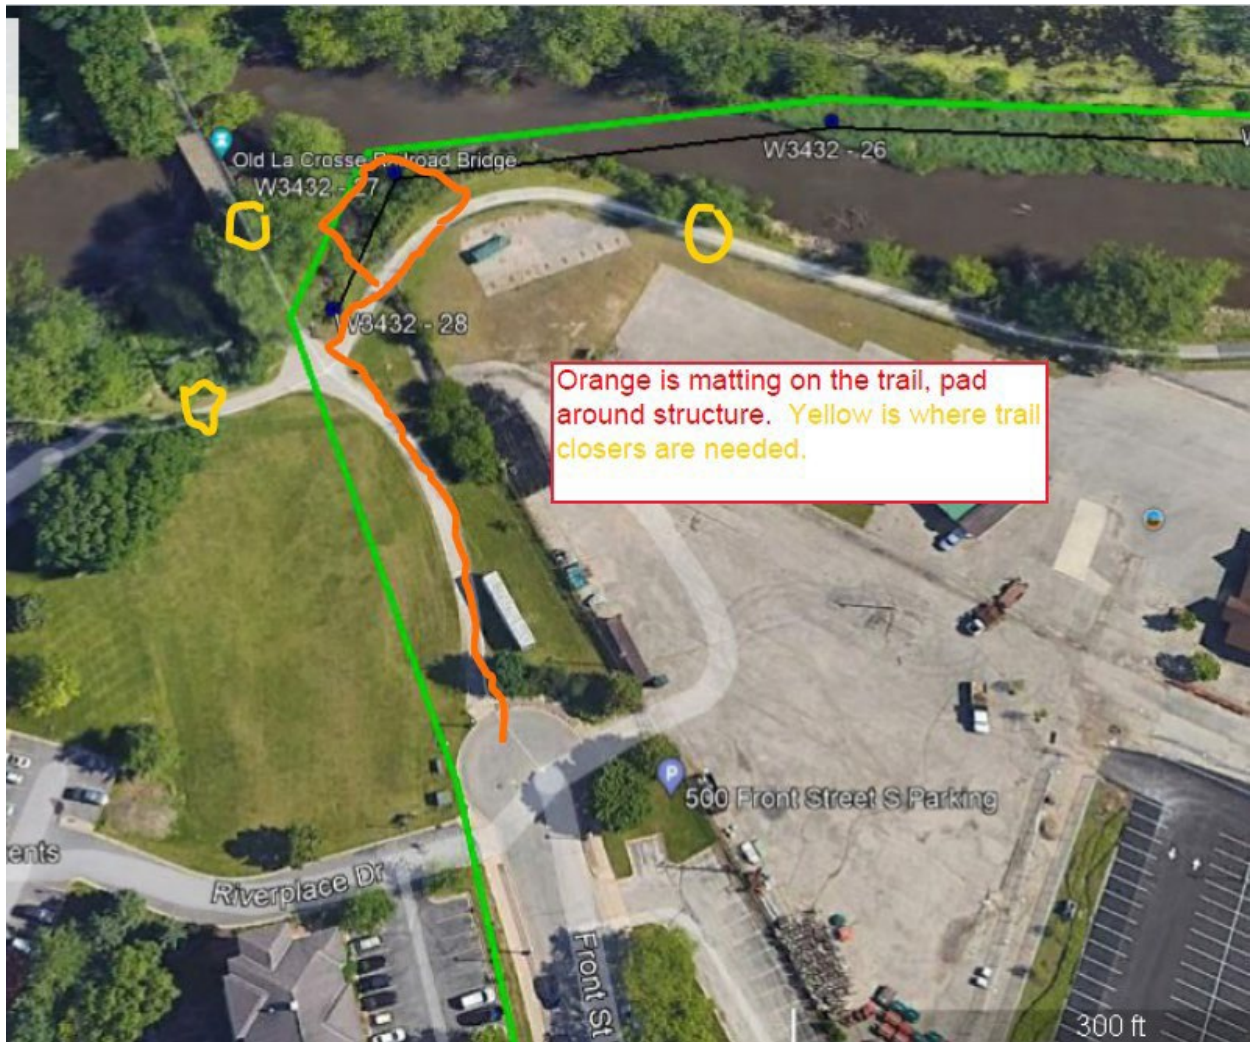 Old La Crosse Railroad Bridge
W3432 - 27
W3432 - 26
W3432 - 28
Orange is matting on the trail, pad
around structure. Yellow is where trail
closers are needed.
P
500 Front Street S Parking
ents
Riverplace Dr
Front St
300 ft